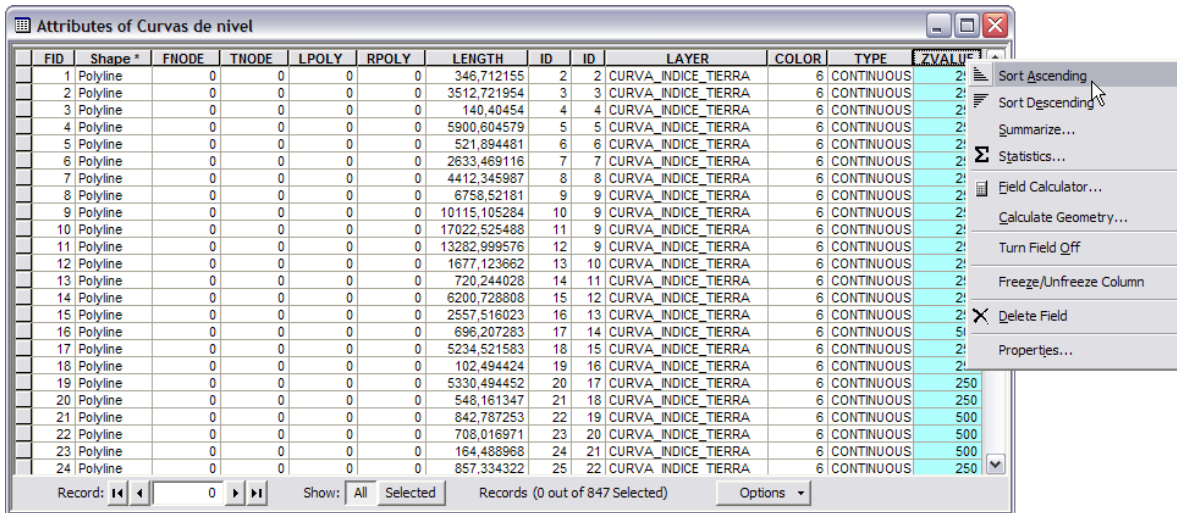 Attributes of Curvas de nivel
FID Shape * FNODE TNODE LPOLY RPOLY LENGTH ID ID LAYER COLOR TYPE ZVALUE
1 Polyline 0 0 0 0 346,712155 2 2 CURVA_INDICE_TIERRA 6 CONTINUOUS
2 Polyline 0 0 0 0 3512,721954 3 3 CURVA_INDICE_TIERRA 6 CONTINUOUS
3 Polyline 0 0 0 0 140,40454 4 4 CURVA_INDICE_TIERRA 6 CONTINUOUS
4 Polyline 0 0 0 0 5900,604579 5 5 CURVA_INDICE_TIERRA 6 CONTINUOUS
5 Polyline 0 0 0 0 521,894481 6 6 CURVA_INDICE_TIERRA 6 CONTINUOUS
6 Polyline 0 0 0 0 2633,469116 7 7 CURVA_INDICE_TIERRA 6 CONTINUOUS
7 Polyline 0 0 0 0 4412,345987 8 8 CURVA_INDICE_TIERRA 6 CONTINUOUS
8 Polyline 0 0 0 0 6758,52181 9 9 CURVA_INDICE_TIERRA 6 CONTINUOUS
9 Polyline 0 0 0 0 10115,105284 10 9 CURVA_INDICE_TIERRA 6 CONTINUOUS
10 Polyline 0 0 0 0 17022,525488 11 9 CURVA_INDICE_TIERRA 6 CONTINUOUS
11 Polyline 0 0 0 0 13282,999576 12 9 CURVA_INDICE_TIERRA 6 CONTINUOUS
12 Polyline 0 0 0 0 1677,123662 13 10 CURVA_INDICE_TIERRA 6 CONTINUOUS
13 Polyline 0 0 0 0 720,244028 14 11 CURVA_INDICE_TIERRA 6 CONTINUOUS
14 Polyline 0 0 0 0 6200,728808 15 12 CURVA_INDICE_TIERRA 6 CONTINUOUS
15 Polyline 0 0 0 0 2557,516023 16 13 CURVA_INDICE_TIERRA 6 CONTINUOUS
16 Polyline 0 0 0 0 696,207283 17 14 CURVA_INDICE_TIERRA 6 CONTINUOUS
17 Polyline 0 0 0 0 5234,521583 18 15 CURVA_INDICE_TIERRA 6 CONTINUOUS
18 Polyline 0 0 0 0 102,494424 19 16 CURVA_INDICE_TIERRA 6 CONTINUOUS
19 Polyline 0 0 0 0 5330,494452 20 17 CURVA_INDICE_TIERRA 6 CONTINUOUS 250
20 Polyline 0 0 0 0 548,161347 21 18 CURVA_INDICE_TIERRA 6 CONTINUOUS 250
21 Polyline 0 0 0 0 842,787253 22 19 CURVA_INDICE_TIERRA 6 CONTINUOUS 500
22 Polyline 0 0 0 0 708,016971 23 20 CURVA_INDICE_TIERRA 6 CONTINUOUS 500
23 Polyline 0 0 0 0 164,488968 24 21 CURVA_INDICE_TIERRA 6 CONTINUOUS 500
24 Polyline 0 0 0 0 857,334322 25 22 CURVA_INDICE_TIERRA 6 CONTINUOUS 250
Sort Ascending
Sort Descending
Summarize...
Σ Statistics...
Field Calculator...
Calculate Geometry...
Turn Field Off
Freeze/Unfreeze Column
Delete Field
Properties...
Record: 0 Show: All Selected Records (0 out of 847 Selected) Options